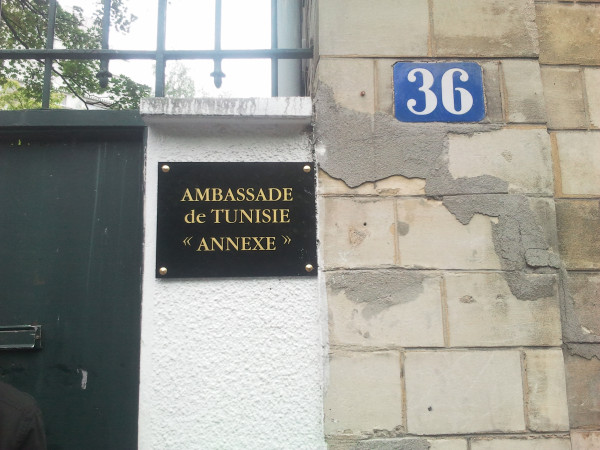 36
AMBASSADE
de TUNISIE
« ANNEXE »